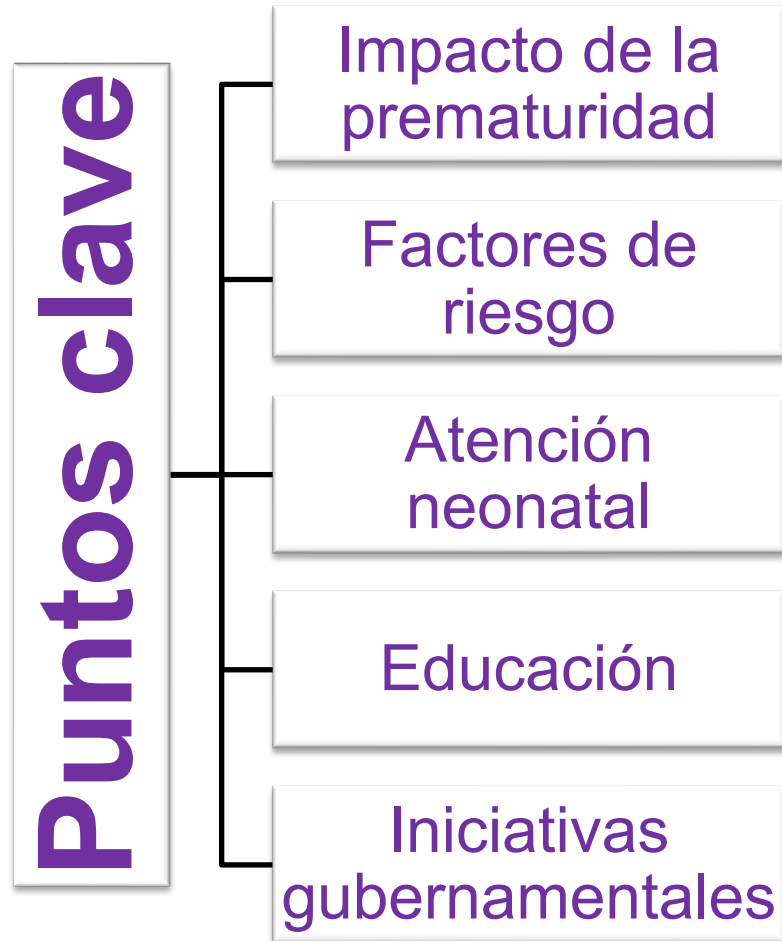 Puntos clave
Impacto de la
prematuridad
Factores de
riesgo
Atención
neonatal
Educación
Iniciativas
gubernamentales